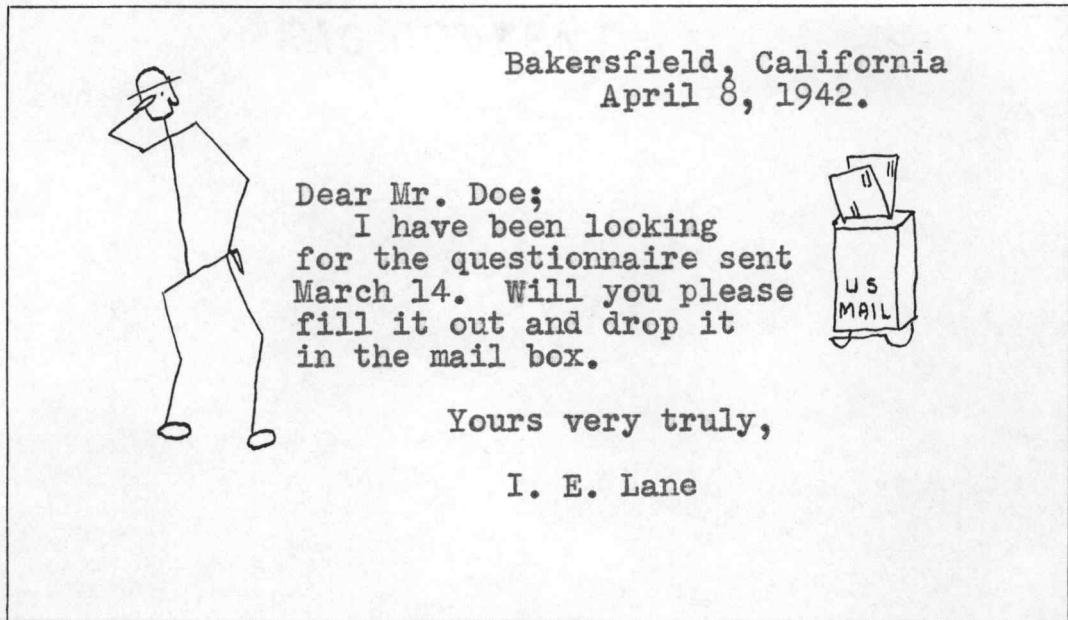 Bakersfield, California
April 8, 1942.
Dear Mr. Doe;
I have been looking
for the questionnaire sent
March 14. Will you please
fill it out and drop it
in the mail box.
U S
MAIL
Yours very truly,
I. E. Lane